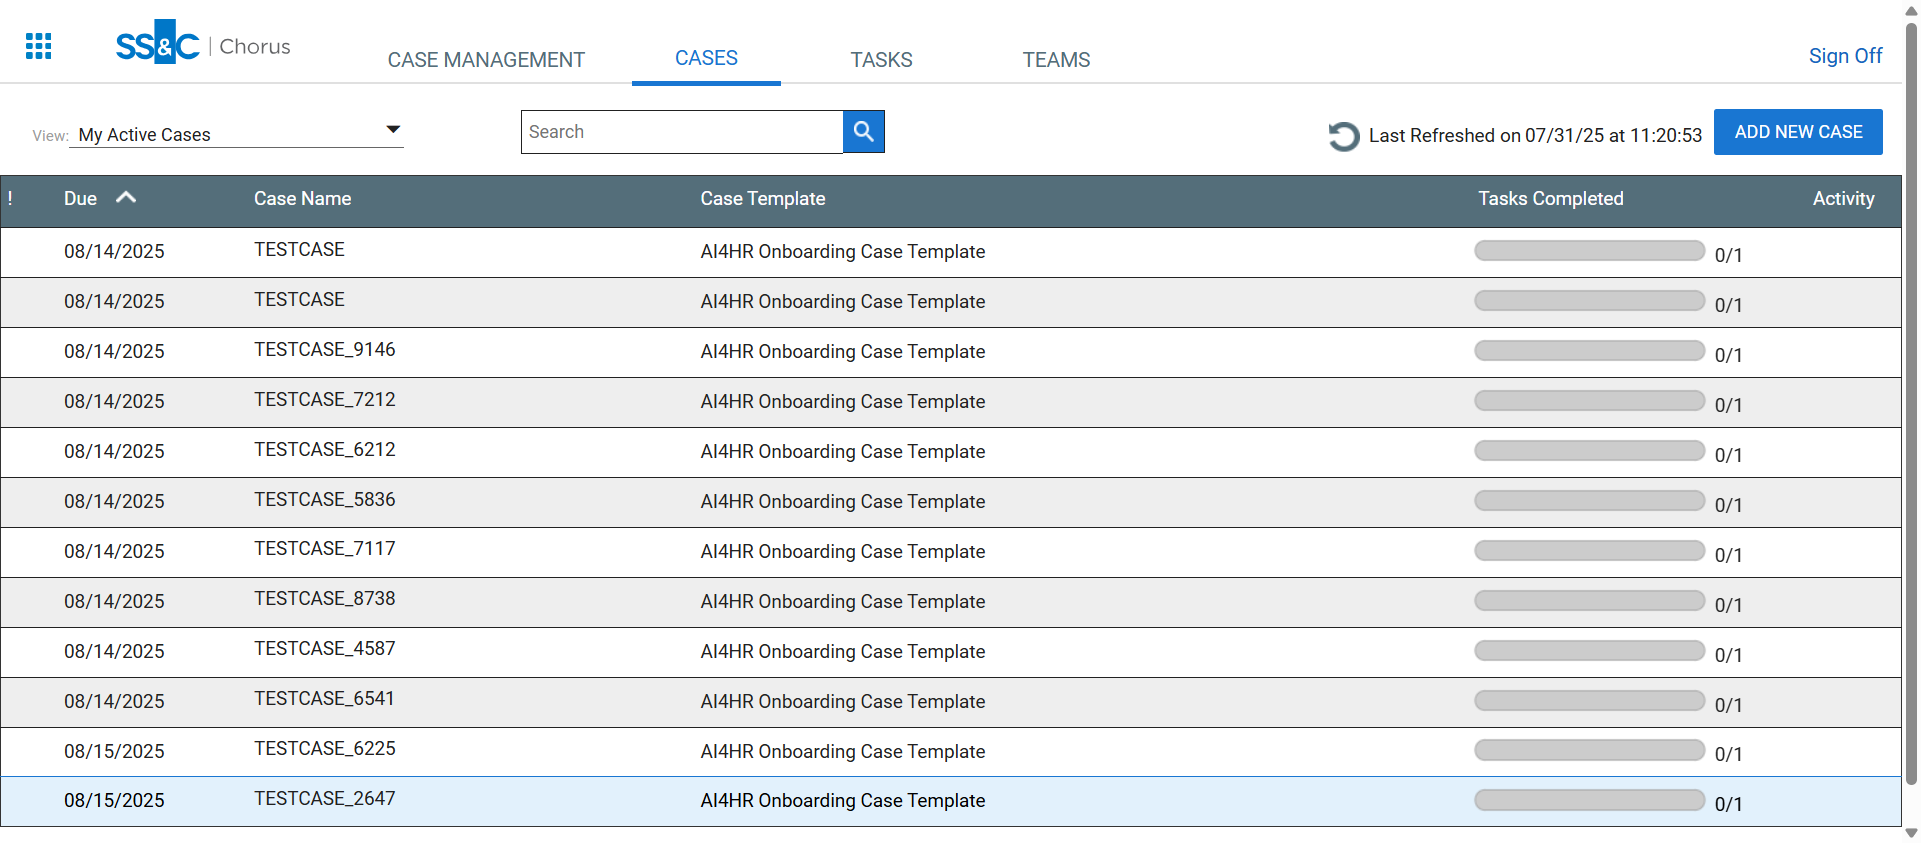 SS&C | Chorus
CASE MANAGEMENT CASES TASKS TEAMS Sign Off
View: My Active Cases Search Last Refreshed on 07/31/25 at 11:20:53 ADD NEW CASE
! Due Case Name Case Template Tasks Completed Activity
08/14/2025 TESTCASE AI4HR Onboarding Case Template 0/1
08/14/2025 TESTCASE AI4HR Onboarding Case Template 0/1
08/14/2025 TESTCASE_9146 AI4HR Onboarding Case Template 0/1
08/14/2025 TESTCASE_7212 AI4HR Onboarding Case Template 0/1
08/14/2025 TESTCASE_6212 AI4HR Onboarding Case Template 0/1
08/14/2025 TESTCASE_5836 AI4HR Onboarding Case Template 0/1
08/14/2025 TESTCASE_7117 AI4HR Onboarding Case Template 0/1
08/14/2025 TESTCASE_8738 AI4HR Onboarding Case Template 0/1
08/14/2025 TESTCASE_4587 AI4HR Onboarding Case Template 0/1
08/14/2025 TESTCASE_6541 AI4HR Onboarding Case Template 0/1
08/15/2025 TESTCASE_6225 AI4HR Onboarding Case Template 0/1
08/15/2025 TESTCASE_2647 AI4HR Onboarding Case Template 0/1